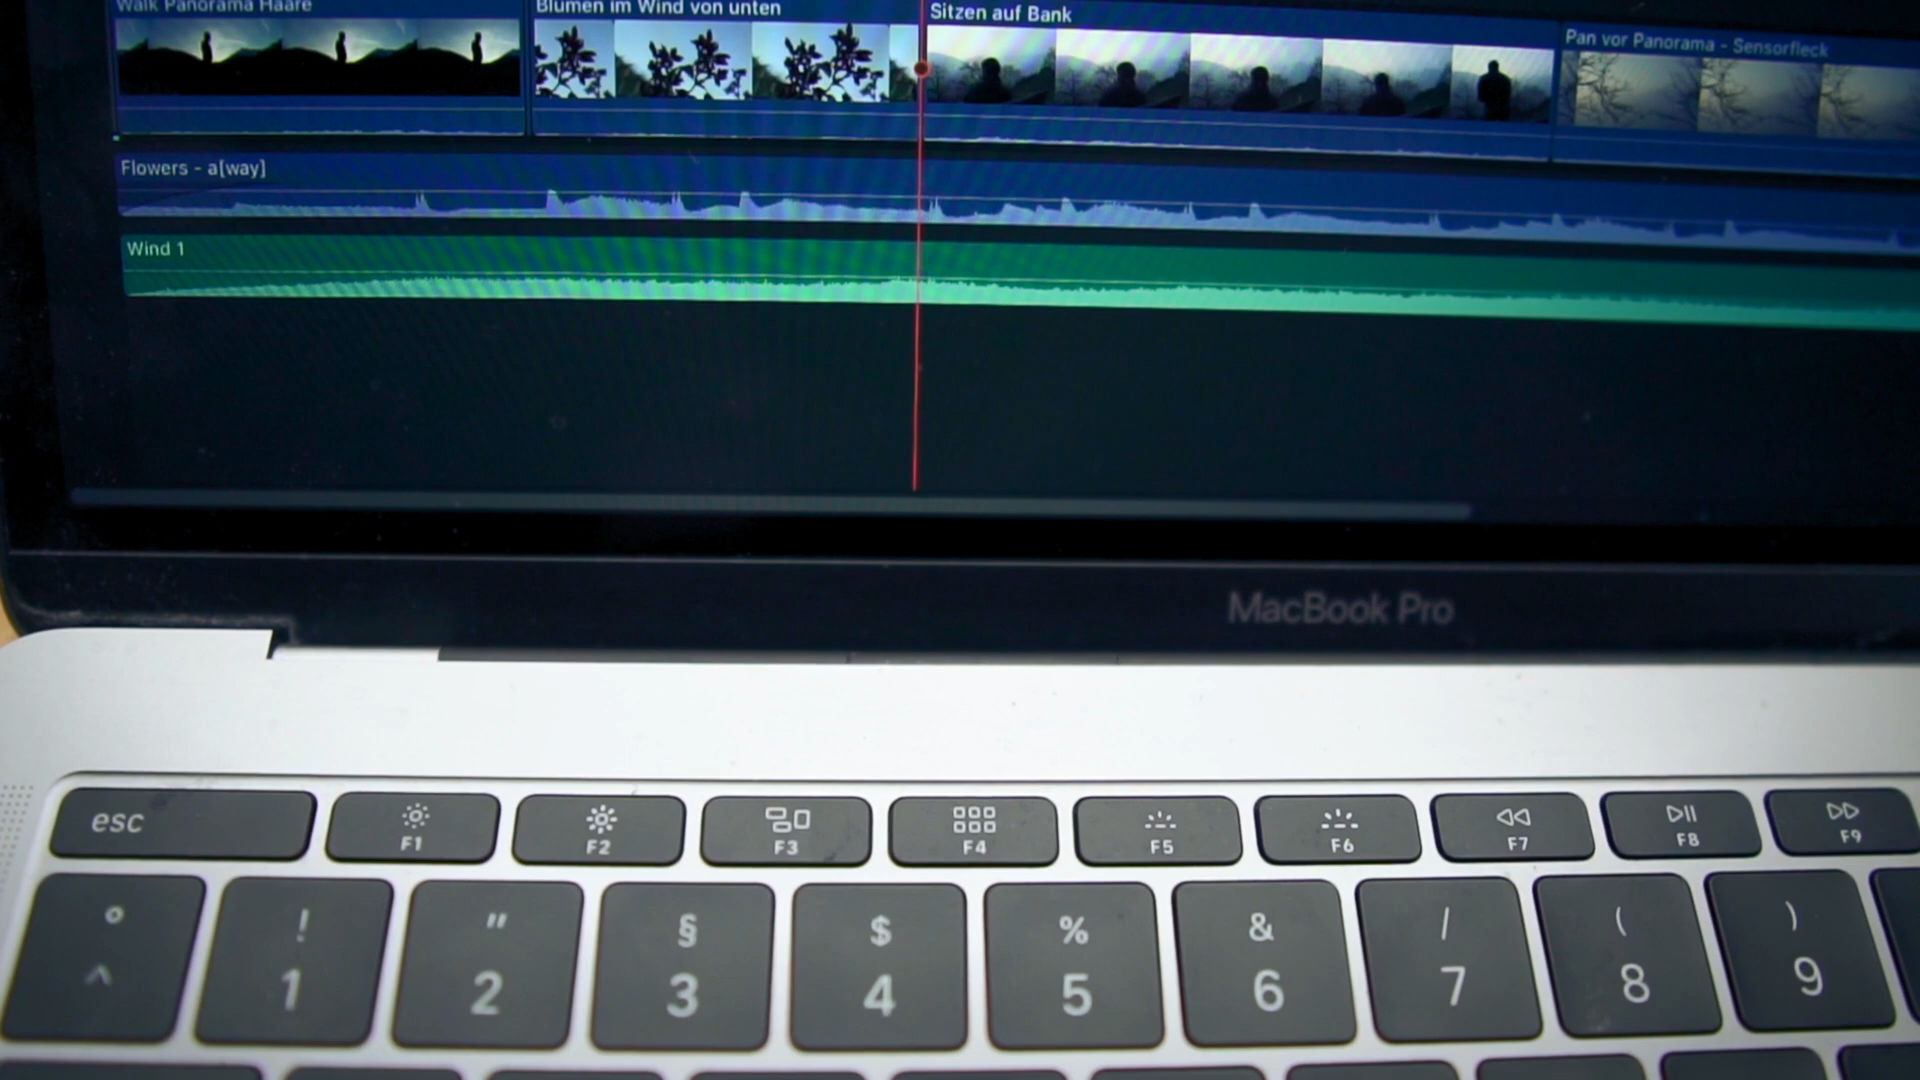 Walk Panorama Haare
Blumen im Wind von unten
Sitzen auf Bank
Pan vor Panorama - Sensorfleck
Flowers - a[way]
Wind 1
MacBook Pro
esc
F1
F2
F3
F4
F5
F6
F7
F8
F9
° ! " § $ % & / ( )
^ 1 2 3 4 5 6 7 8 9